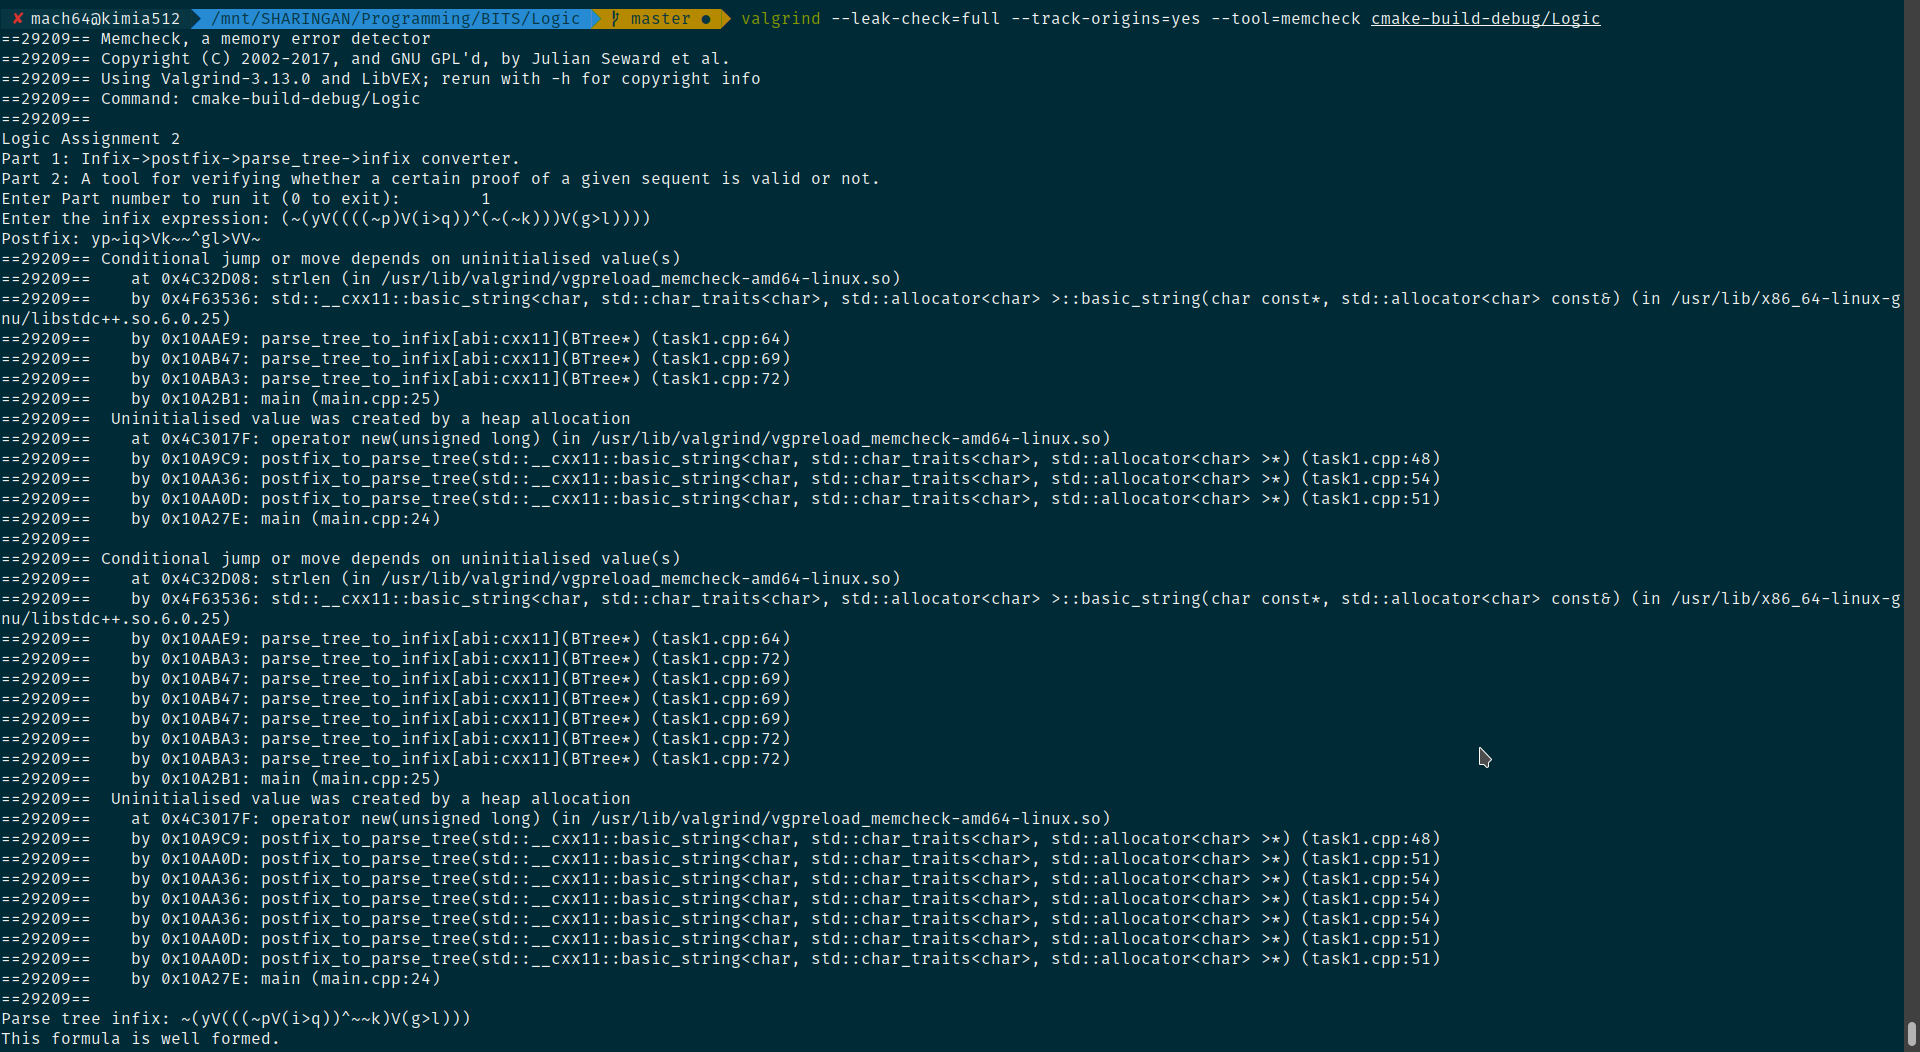 ✘ mach64@kimia512 /mnt/SHARINGAN/Programming/BITS/Logic master ● valgrind --leak-check=full --track-origins=yes --tool=memcheck cmake-build-debug/Logic
==29209== Memcheck, a memory error detector
==29209== Copyright (C) 2002-2017, and GNU GPL'd, by Julian Seward et al.
==29209== Using Valgrind-3.13.0 and LibVEX; rerun with -h for copyright info
==29209== Command: cmake-build-debug/Logic
==29209==
Logic Assignment 2
Part 1: Infix->postfix->parse_tree->infix converter.
Part 2: A tool for verifying whether a certain proof of a given sequent is valid or not.
Enter Part number to run it (0 to exit):        1
Enter the infix expression: (~(yV((((~p)V(i>q))^(~(~k)))V(g>l))))
Postfix: yp~iq>Vk~~^gl>VV~
==29209== Conditional jump or move depends on uninitialised value(s)
==29209==    at 0x4C32D08: strlen (in /usr/lib/valgrind/vgpreload_memcheck-amd64-linux.so)
==29209==    by 0x4F63536: std::__cxx11::basic_string<char, std::char_traits<char>, std::allocator<char> >::basic_string(char const*, std::allocator<char> const&) (in /usr/lib/x86_64-linux-g
nu/libstdc++.so.6.0.25)
==29209==    by 0x10AAE9: parse_tree_to_infix[abi:cxx11](BTree*) (task1.cpp:64)
==29209==    by 0x10AB47: parse_tree_to_infix[abi:cxx11](BTree*) (task1.cpp:69)
==29209==    by 0x10ABA3: parse_tree_to_infix[abi:cxx11](BTree*) (task1.cpp:72)
==29209==    by 0x10A2B1: main (main.cpp:25)
==29209==  Uninitialised value was created by a heap allocation
==29209==    at 0x4C3017F: operator new(unsigned long) (in /usr/lib/valgrind/vgpreload_memcheck-amd64-linux.so)
==29209==    by 0x10A9C9: postfix_to_parse_tree(std::__cxx11::basic_string<char, std::char_traits<char>, std::allocator<char> >*) (task1.cpp:48)
==29209==    by 0x10AA36: postfix_to_parse_tree(std::__cxx11::basic_string<char, std::char_traits<char>, std::allocator<char> >*) (task1.cpp:54)
==29209==    by 0x10AA0D: postfix_to_parse_tree(std::__cxx11::basic_string<char, std::char_traits<char>, std::allocator<char> >*) (task1.cpp:51)
==29209==    by 0x10A27E: main (main.cpp:24)
==29209==
==29209== Conditional jump or move depends on uninitialised value(s)
==29209==    at 0x4C32D08: strlen (in /usr/lib/valgrind/vgpreload_memcheck-amd64-linux.so)
==29209==    by 0x4F63536: std::__cxx11::basic_string<char, std::char_traits<char>, std::allocator<char> >::basic_string(char const*, std::allocator<char> const&) (in /usr/lib/x86_64-linux-g
nu/libstdc++.so.6.0.25)
==29209==    by 0x10AAE9: parse_tree_to_infix[abi:cxx11](BTree*) (task1.cpp:64)
==29209==    by 0x10ABA3: parse_tree_to_infix[abi:cxx11](BTree*) (task1.cpp:72)
==29209==    by 0x10AB47: parse_tree_to_infix[abi:cxx11](BTree*) (task1.cpp:69)
==29209==    by 0x10AB47: parse_tree_to_infix[abi:cxx11](BTree*) (task1.cpp:69)
==29209==    by 0x10AB47: parse_tree_to_infix[abi:cxx11](BTree*) (task1.cpp:69)
==29209==    by 0x10ABA3: parse_tree_to_infix[abi:cxx11](BTree*) (task1.cpp:72)
==29209==    by 0x10ABA3: parse_tree_to_infix[abi:cxx11](BTree*) (task1.cpp:72)
==29209==    by 0x10A2B1: main (main.cpp:25)
==29209==  Uninitialised value was created by a heap allocation
==29209==    at 0x4C3017F: operator new(unsigned long) (in /usr/lib/valgrind/vgpreload_memcheck-amd64-linux.so)
==29209==    by 0x10A9C9: postfix_to_parse_tree(std::__cxx11::basic_string<char, std::char_traits<char>, std::allocator<char> >*) (task1.cpp:48)
==29209==    by 0x10AA0D: postfix_to_parse_tree(std::__cxx11::basic_string<char, std::char_traits<char>, std::allocator<char> >*) (task1.cpp:51)
==29209==    by 0x10AA36: postfix_to_parse_tree(std::__cxx11::basic_string<char, std::char_traits<char>, std::allocator<char> >*) (task1.cpp:54)
==29209==    by 0x10AA36: postfix_to_parse_tree(std::__cxx11::basic_string<char, std::char_traits<char>, std::allocator<char> >*) (task1.cpp:54)
==29209==    by 0x10AA36: postfix_to_parse_tree(std::__cxx11::basic_string<char, std::char_traits<char>, std::allocator<char> >*) (task1.cpp:54)
==29209==    by 0x10AA0D: postfix_to_parse_tree(std::__cxx11::basic_string<char, std::char_traits<char>, std::allocator<char> >*) (task1.cpp:51)
==29209==    by 0x10AA0D: postfix_to_parse_tree(std::__cxx11::basic_string<char, std::char_traits<char>, std::allocator<char> >*) (task1.cpp:51)
==29209==    by 0x10A27E: main (main.cpp:24)
==29209==
Parse tree infix: ~(yV(((~pV(i>q))^~~k)V(g>l)))
This formula is well formed.